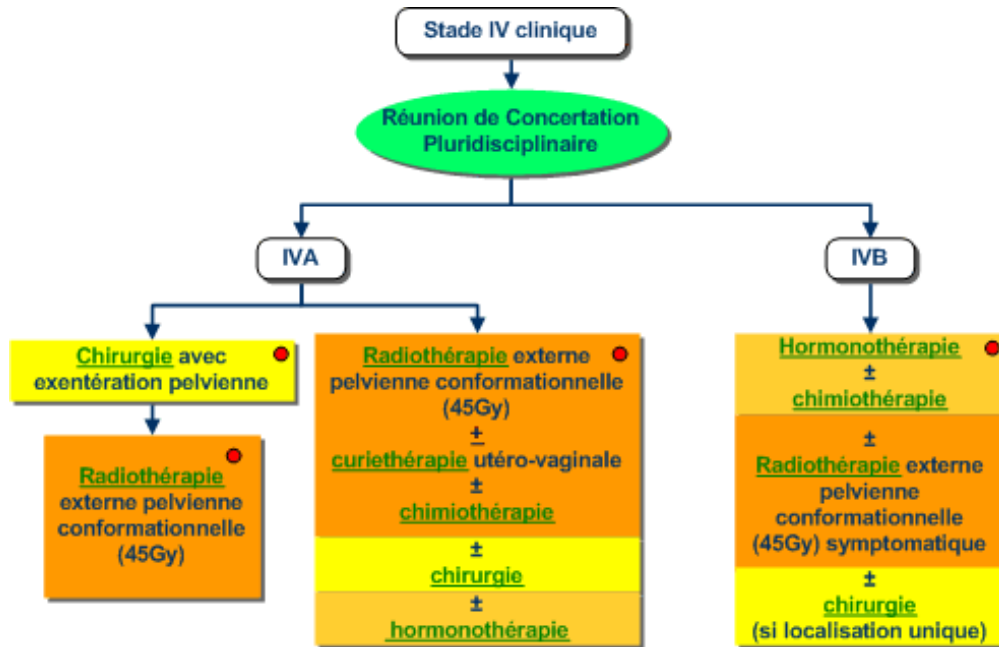 Stade IV clinique
Réunion de Concertation
Pluridisciplinaire
IVA
IVB
Chirurgie avec
exentération pelvienne
Radiothérapie
externe pelvienne
conformationnelle
(45Gy)
Radiothérapie externe
pelvienne conformationnelle
(45Gy)
±
curiethérapie utéro-vaginale
±
chimiothérapie
±
chirurgie
±
hormonothérapie
Hormonothérapie
±
chimiothérapie
±
Radiothérapie externe
pelvienne
conformationnelle
(45Gy) symptomatique
±
chirurgie
(si localisation unique)